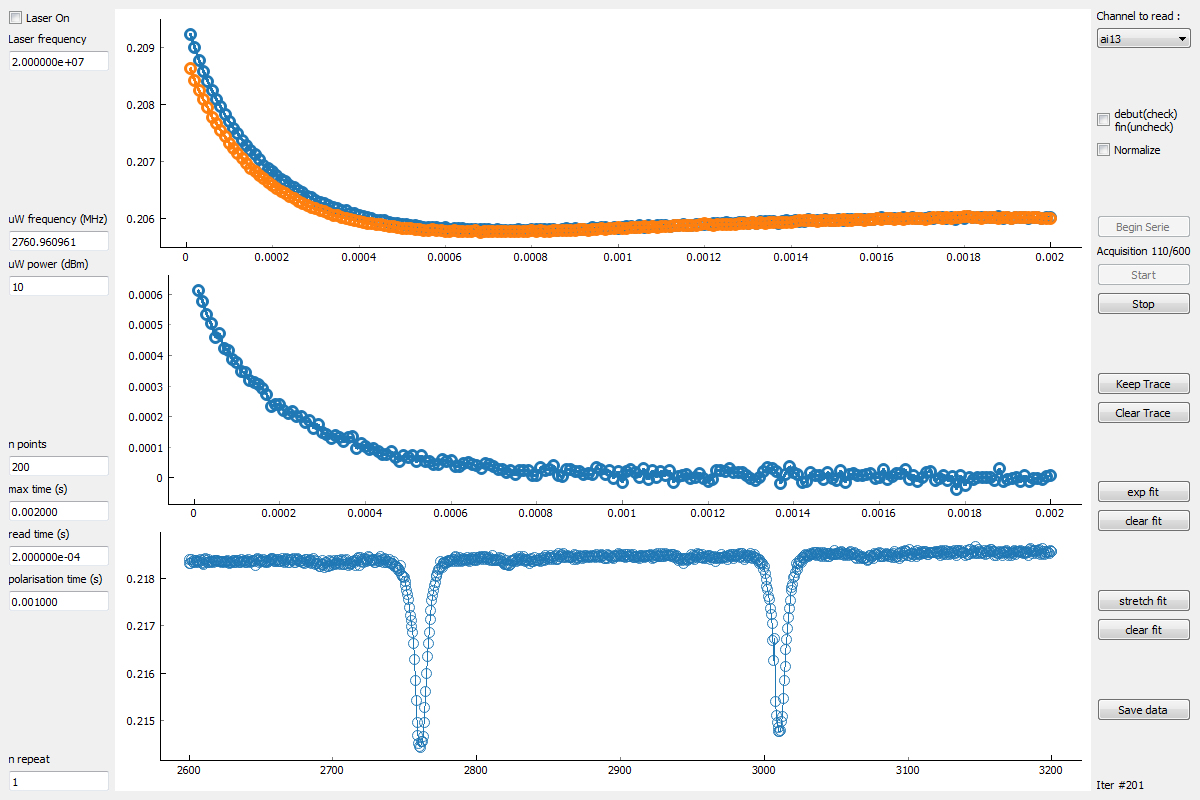 Laser On
Laser frequency
2.000000e+07
uW frequency (MHz)
2760.960961
uW power (dBm)
10
n points
200
max time (s)
0.002000
read time (s)
2.000000e-04
polarisation time (s)
0.001000
n repeat
1
0.209
0.208
0.207
0.206
0 0.0002 0.0004 0.0006 0.0008 0.001 0.0012 0.0014 0.0016 0.0018 0.002
0.0006
0.0005
0.0004
0.0003
0.0002
0.0001
0
0 0.0002 0.0004 0.0006 0.0008 0.001 0.0012 0.0014 0.0016 0.0018 0.002
0.218
0.217
0.216
0.215
2600 2700 2800 2900 3000 3100 3200
Channel to read :
ai13
debut(check)
fin(uncheck)
Normalize
Begin Serie
Acquisition 110/600
Start
Stop
Keep Trace
Clear Trace
exp fit
clear fit
stretch fit
clear fit
Save data
Iter #201